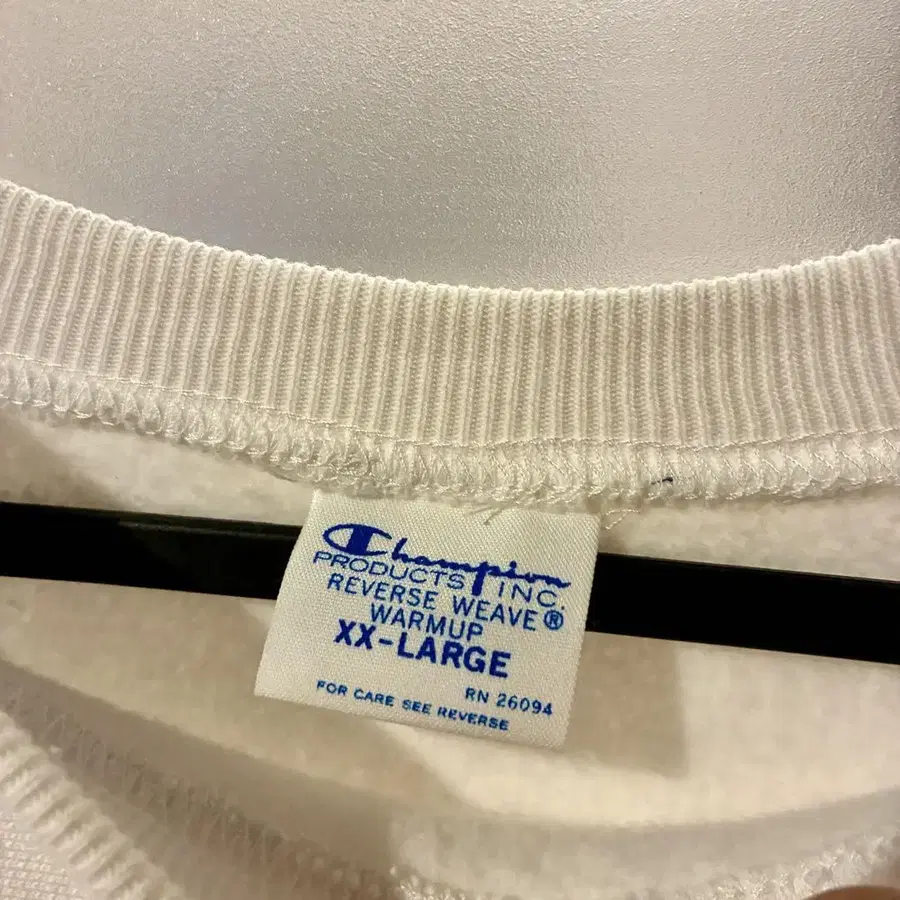 Champion
PRODUCTS INC.
REVERSE WEAVE®
WARMUP
XX-LARGE
RN 26094
FOR CARE SEE REVERSE